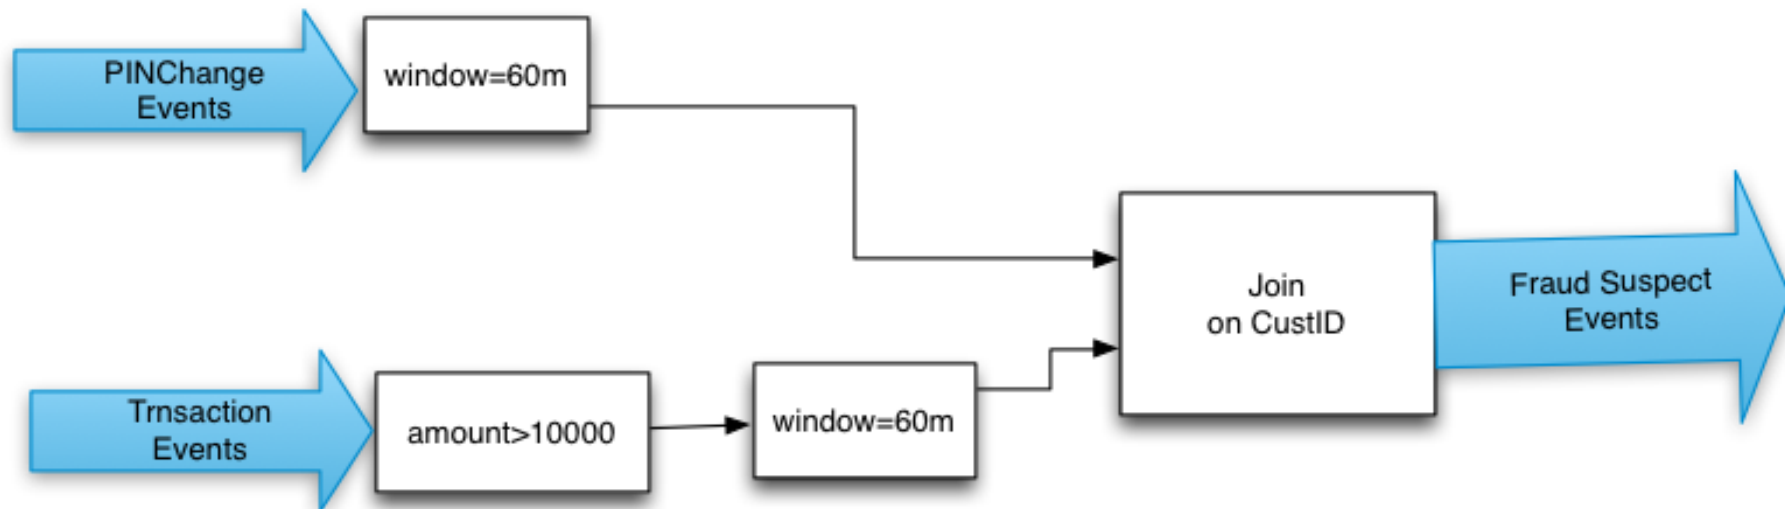 PINChange
Events
window=60m
Trnsaction
Events
amount>10000
window=60m
Join
on CustID
Fraud Suspect
Events